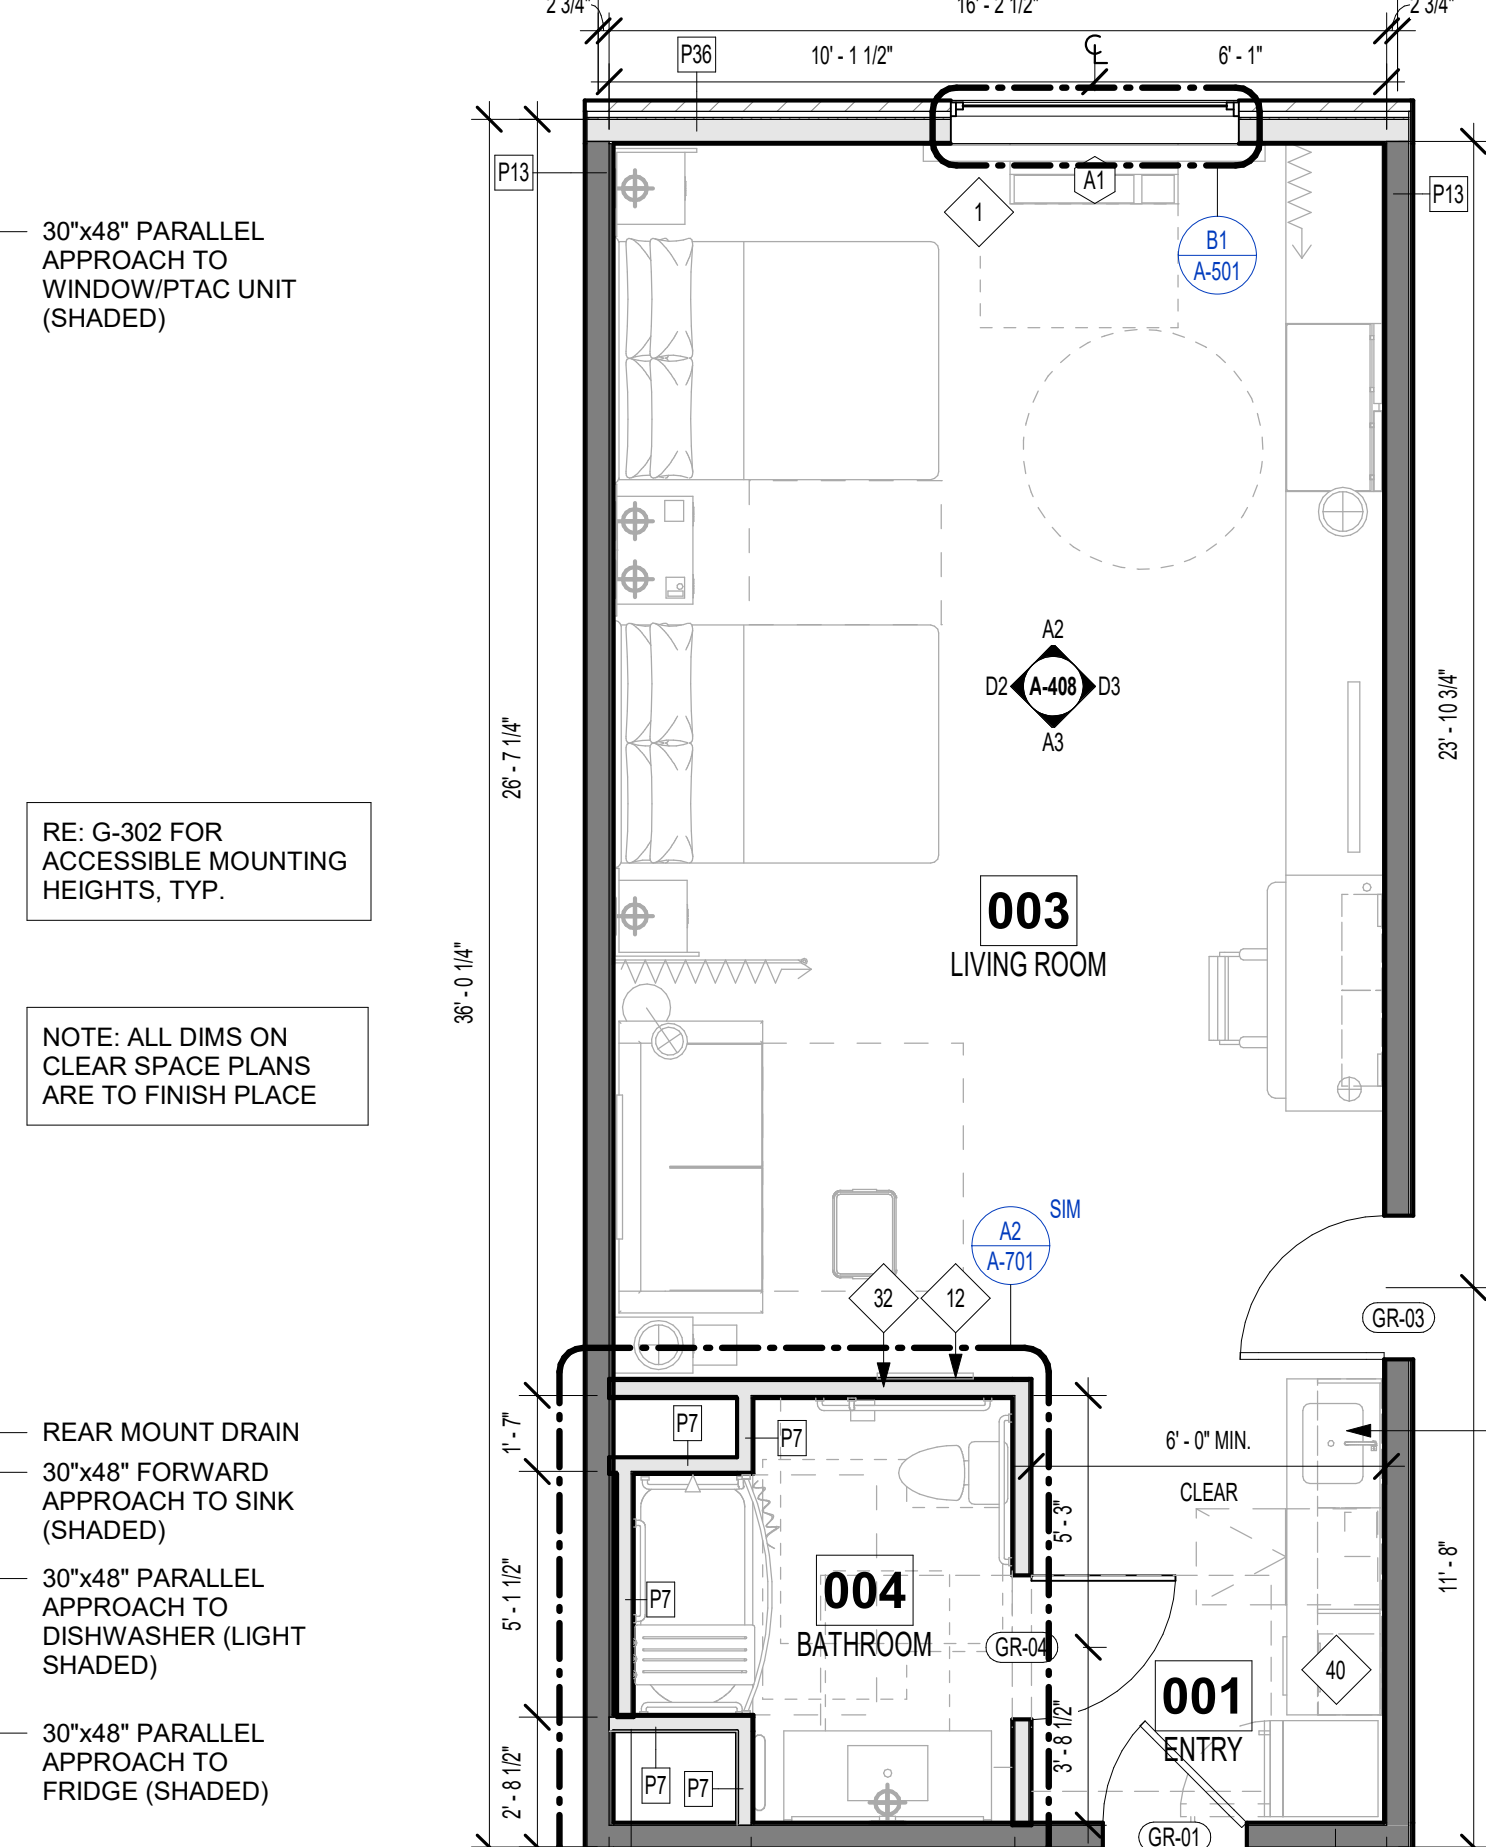 2 3/4"
16' - 2 1/2"
2 3/4"
P36
10' - 1 1/2"
CL
6' - 1"
P13
P13
A1
1
B1
A-501
30"x48" PARALLEL
APPROACH TO
WINDOW/PTAC UNIT
(SHADED)
A2
D2
A-408
D3
A3
26' - 7 1/4"
23' - 10 3/4"
RE: G-302 FOR
ACCESSIBLE MOUNTING
HEIGHTS, TYP.
003
LIVING ROOM
36' - 0 1/4"
NOTE: ALL DIMS ON
CLEAR SPACE PLANS
ARE TO FINISH PLACE
SIM
A2
A-701
32
12
GR-03
REAR MOUNT DRAIN
30"x48" FORWARD
APPROACH TO SINK
(SHADED)
1' - 7"
P7
P7
6' - 0" MIN.
CLEAR
5' - 3"
30"x48" PARALLEL
APPROACH TO
DISHWASHER (LIGHT
SHADED)
5' - 1 1/2"
P7
004
BATHROOM
GR-04
11' - 8"
40
001
ENTRY
30"x48" PARALLEL
APPROACH TO
FRIDGE (SHADED)
2' - 8 1/2"
P7
P7
3' - 8 1/2"
GR-01